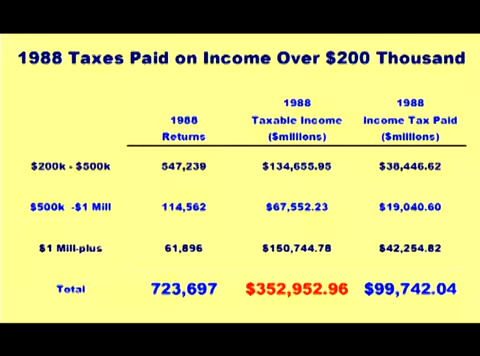 1988 Taxes Paid on Income Over $200 Thousand
1988 1988
1988 Taxable Income Income Tax Paid
Returns ($millions) ($millions)
$200k - $500k 547,239 $134,655.95 $38,446.62
$500k -$1 Mill 114,562 $67,552.23 $19,040.60
$1 Mill-plus 61,896 $150,744.78 $42,254.82
Total 723,697 $352,952.96 $99,742.04